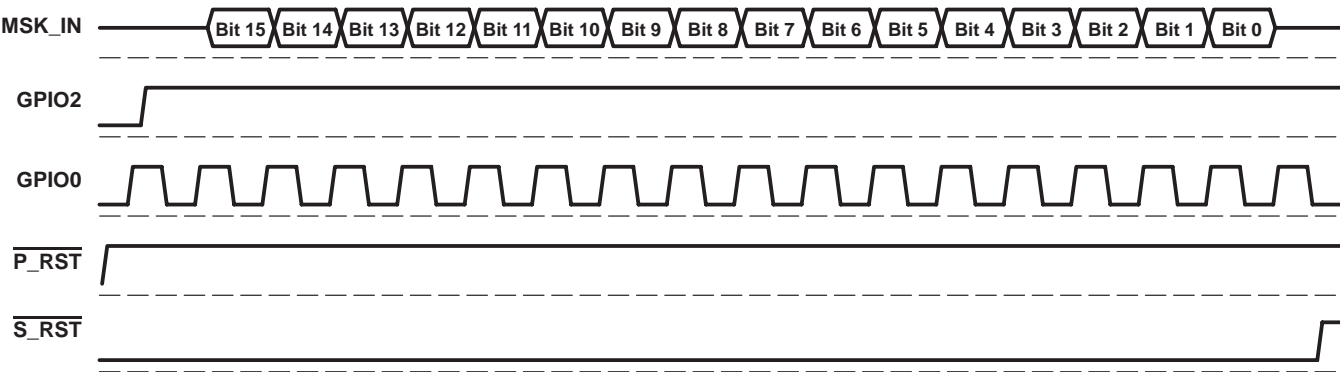 MSK_IN Bit 15 Bit 14 Bit 13 Bit 12 Bit 11 Bit 10 Bit 9 Bit 8 Bit 7 Bit 6 Bit 5 Bit 4 Bit 3 Bit 2 Bit 1 Bit 0
GPIO2
GPIO0
P_RST
S_RST